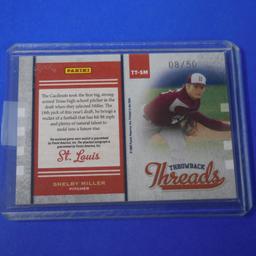 PANINI
The Cardinals took the first big, strong-
armed Texas high school pitcher in the
draft when they selected Miller. The
19th pick of this year's draft, he brings a
rocket of a fastball that has hit 98 mph
and plenty of natural talent to
mold into a future star.
St. Louis
SHELBY MILLER
PITCHER
TT-SM
08/50
THROWBACK
Threads